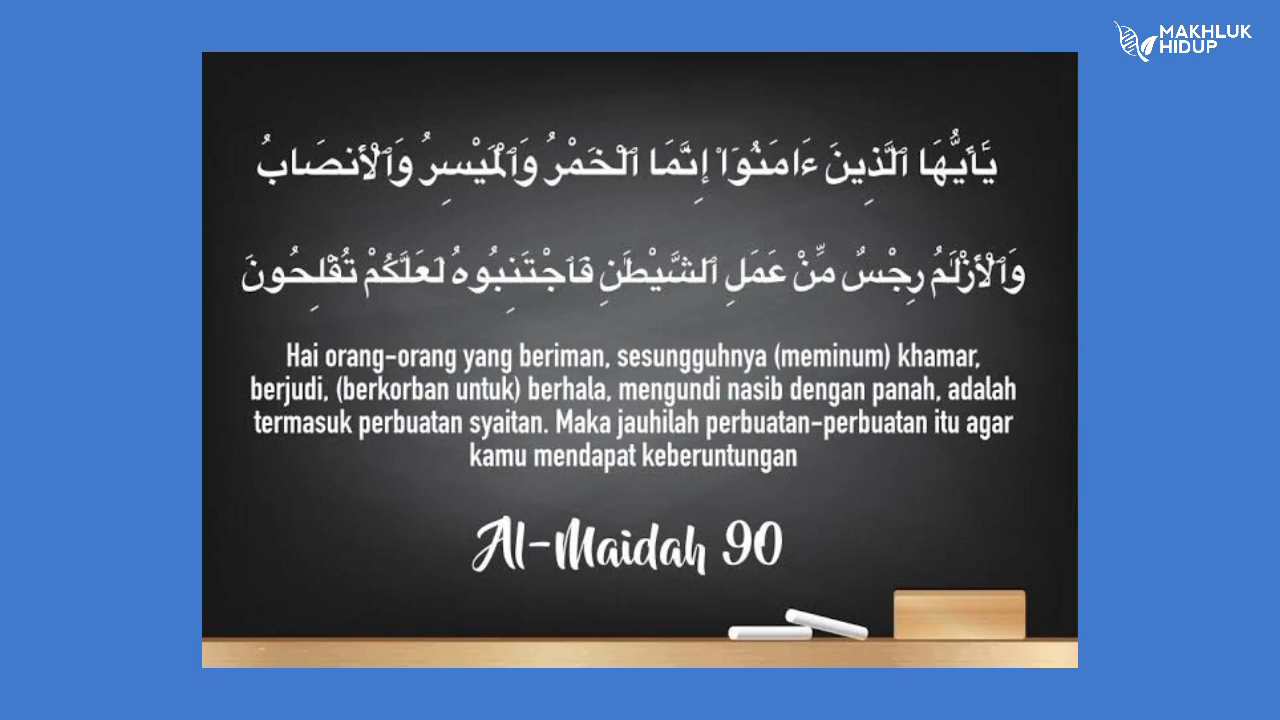 MAKHLUK
HIDUP
يَٰٓأَيُّهَا ٱلَّذِينَ ءَامَنُوٓا۟ إِنَّمَا ٱلْخَمْرُ وَٱلْمَيْسِرُ وَٱلْأَنصَابُ
وَٱلْأَزْلَٰمُ رِجْسٌ مِّنْ عَمَلِ ٱلشَّيْطَٰنِ فَٱجْتَنِبُوهُ لَعَلَّكُمْ تُفْلِحُونَ
Hai orang-orang yang beriman, sesungguhnya (meminum) khamar,
berjudi, (berkorban untuk) berhala, mengundi nasib dengan panah, adalah
termasuk perbuatan syaitan. Maka jauhilah perbuatan-perbuatan itu agar
kamu mendapat keberuntungan
Al-Maidah 90